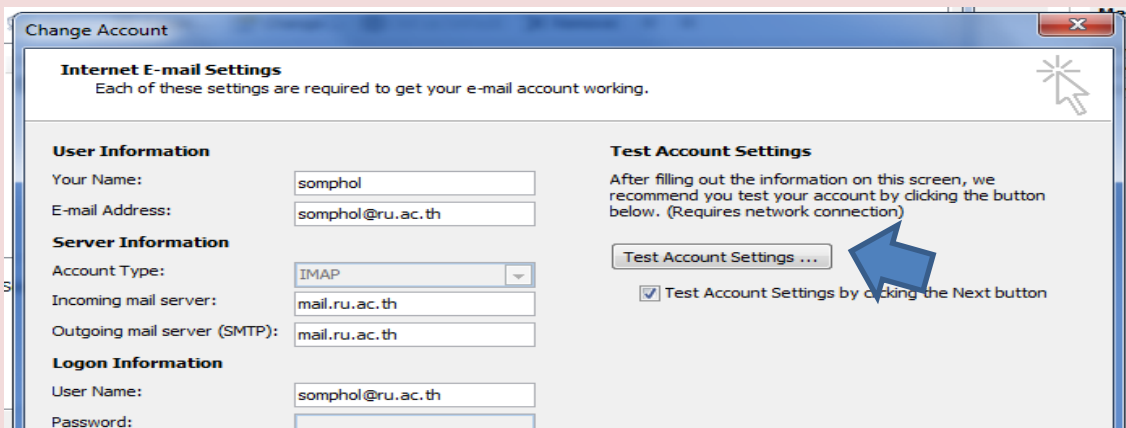 Change Account
Internet E-mail Settings
Each of these settings are required to get your e-mail account working.
User Information
Your Name: somphol
E-mail Address: somphol@ru.ac.th
Server Information
Account Type: IMAP
Incoming mail server: mail.ru.ac.th
Outgoing mail server (SMTP): mail.ru.ac.th
Logon Information
User Name: somphol@ru.ac.th
Password:
Test Account Settings
After filling out the information on this screen, we
recommend you test your account by clicking the button
below. (Requires network connection)
Test Account Settings ...
Test Account Settings by clicking the Next button